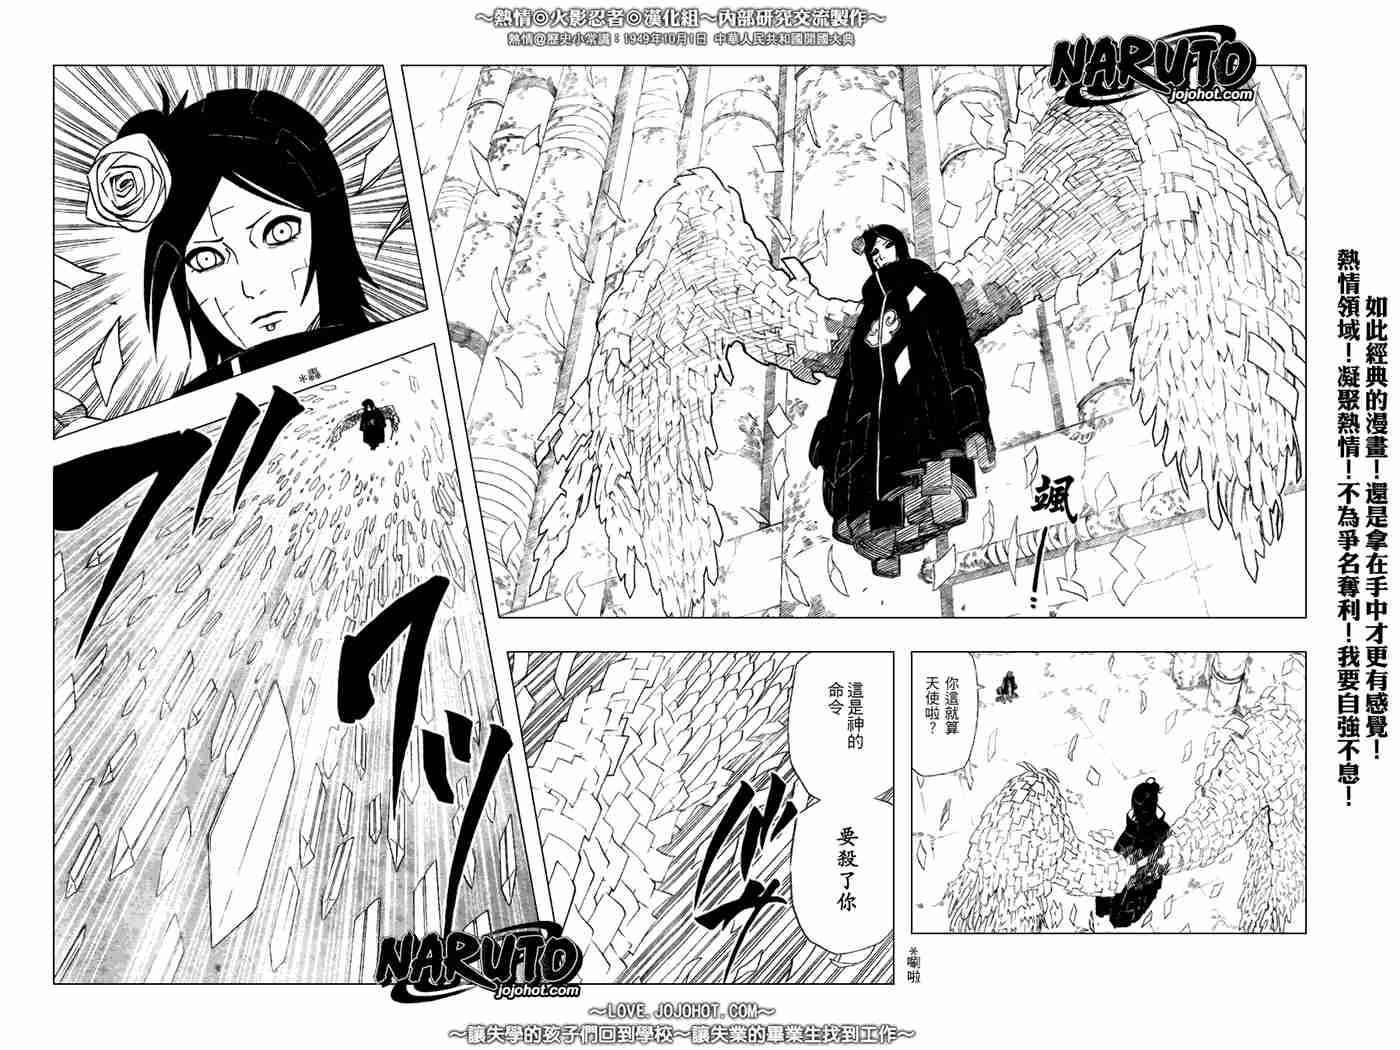 ～熱情◎火影忍者◎漢化組～內部研究交流製作～
熱情@歷史小常識：1949年10月1日 中華人民共和國開國大典
NARUTO
jojohot.com
颯…
如此經典的漫畫！還是拿在手中才更有感覺！
熱情領域！凝聚熱情！不為爭名奪利！我要自強不息！
ブワッ
你這就算
天使啦？
這是神的
命令
要殺了你
*唰啦
NARUTO
jojohot.com
～LOVE.JOJOHOT.COM～
～讓失學的孩子們回到學校～讓失業的畢業生找到工作～